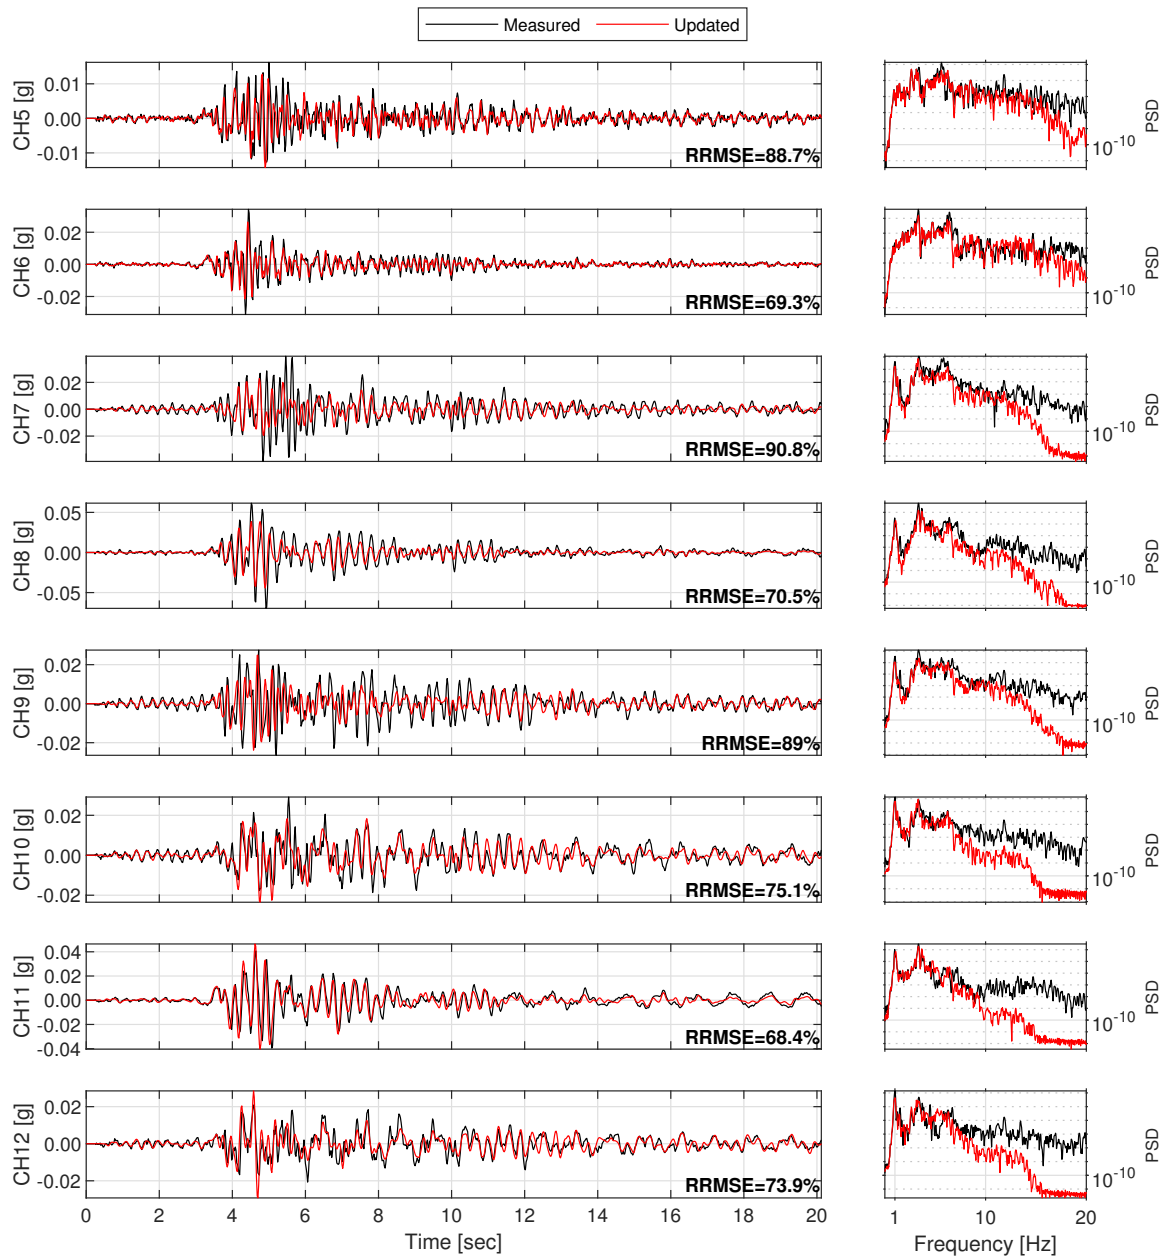 Measured Updated
CH5 [g]
0.01
0.00
-0.01
RRMSE=88.7%
10^-10
PSD
CH6 [g]
0.02
0.00
-0.02
RRMSE=69.3%
10^-10
PSD
CH7 [g]
0.02
0.00
-0.02
RRMSE=90.8%
10^-10
PSD
CH8 [g]
0.05
0.00
-0.05
RRMSE=70.5%
10^-10
PSD
CH9 [g]
0.02
0.00
-0.02
RRMSE=89%
10^-10
PSD
CH10 [g]
0.02
0.00
-0.02
RRMSE=75.1%
10^-10
PSD
CH11 [g]
0.04
0.02
0.00
-0.02
-0.04
RRMSE=68.4%
10^-10
PSD
CH12 [g]
0.02
0.00
-0.02
RRMSE=73.9%
10^-10
PSD
0 2 4 6 8 10 12 14 16 18 20
1 10 20
Time [sec]
Frequency [Hz]